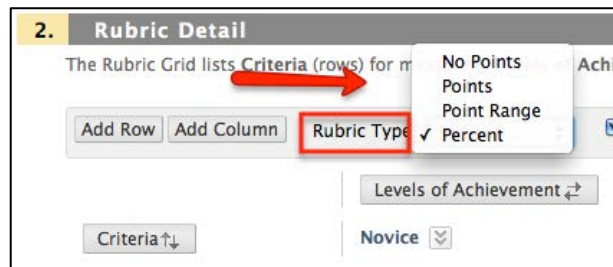 2. Rubric Detail
The Rubric Grid lists Criteria (rows) for
No Points
Points
Point Range
✓ Percent
Add Row Add Column Rubric Type
Levels of Achievement
Criteria
Novice